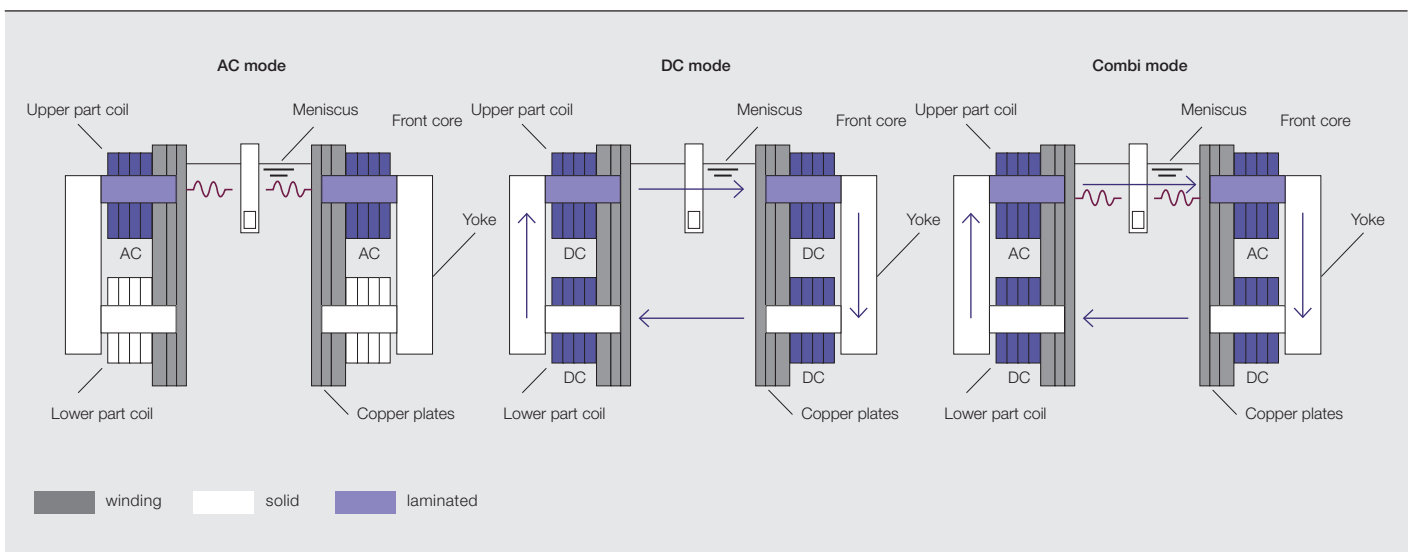 AC mode
DC mode
Combi mode
Upper part coil
Meniscus
Front core
Upper part coil
Meniscus
Front core
Upper part coil
Meniscus
Front core
Yoke
Yoke
Yoke
AC
AC
DC
DC
AC
AC
DC
DC
DC
DC
Lower part coil
Copper plates
Lower part coil
Copper plates
Lower part coil
Copper plates
winding
solid
laminated